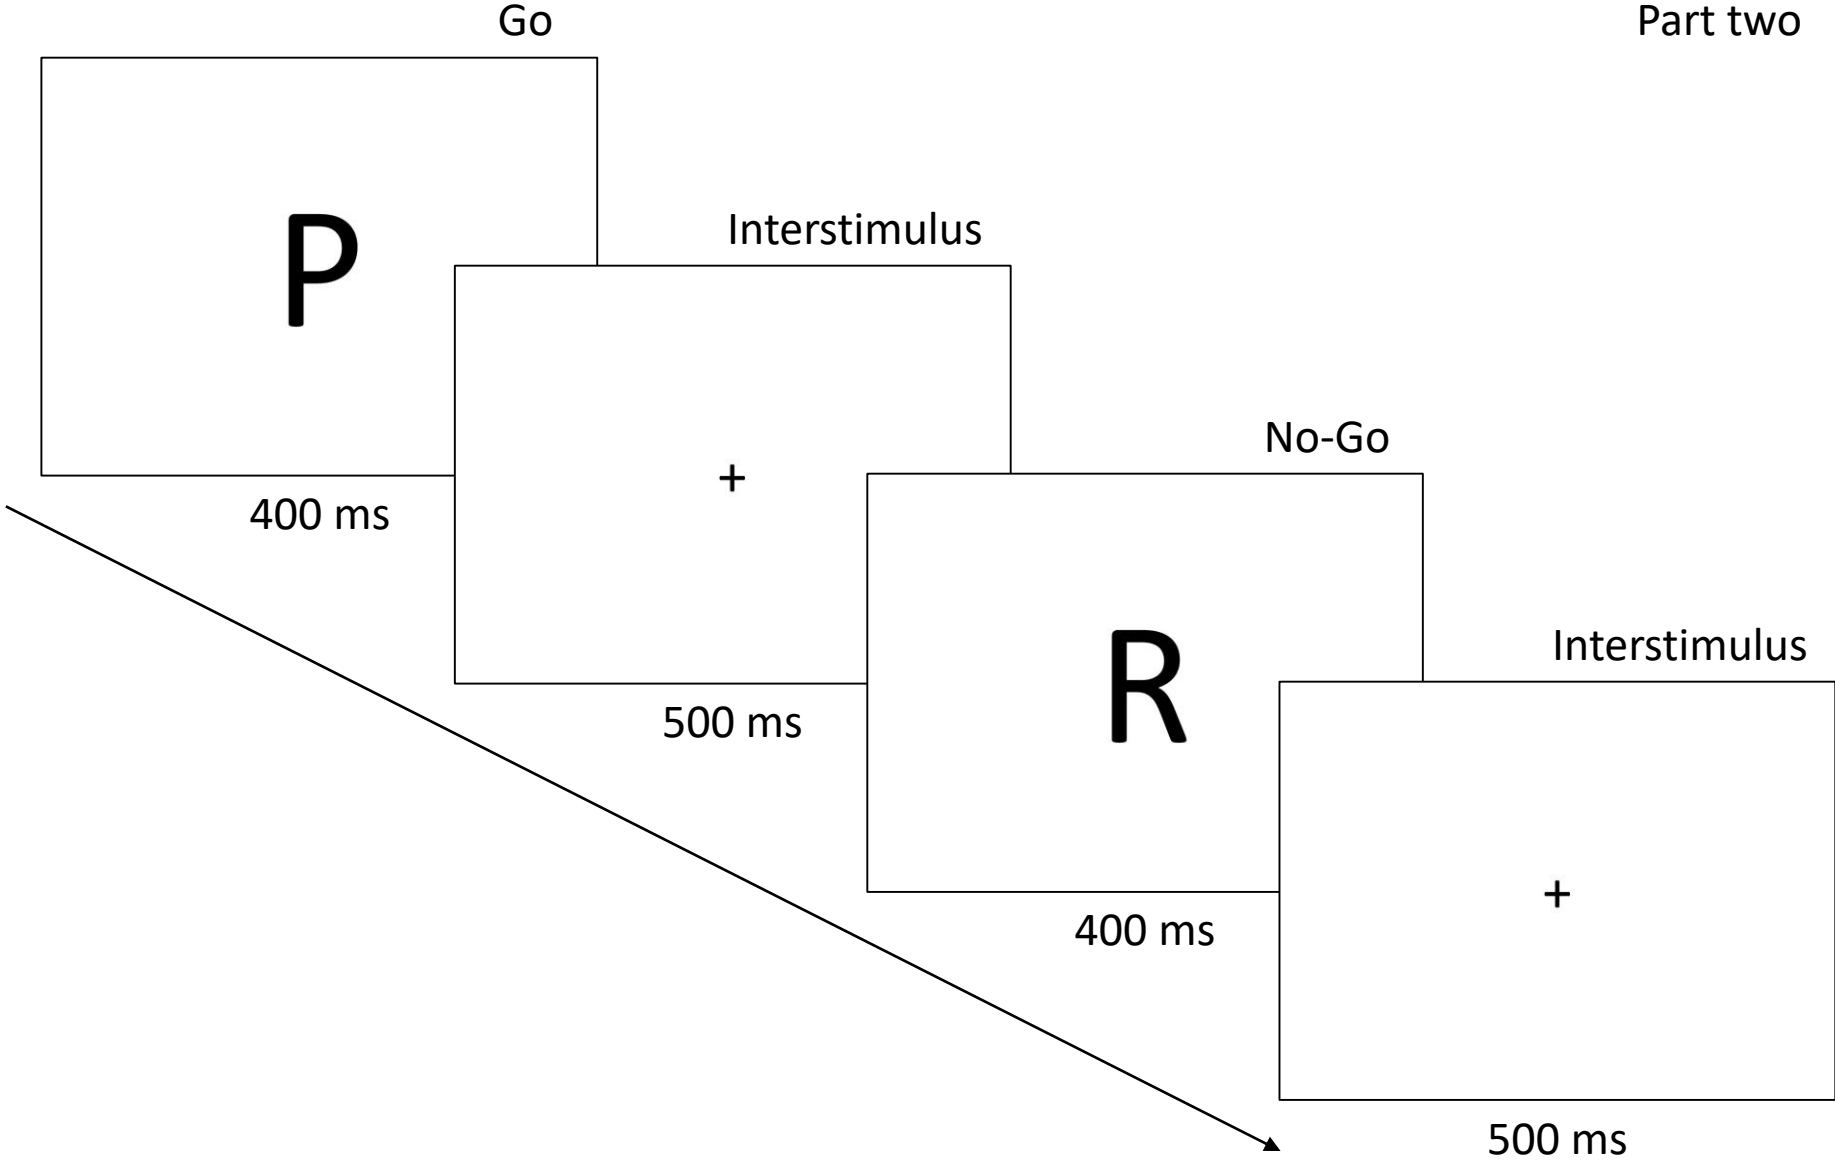 Go
Part two
P
Interstimulus
+
400 ms
No-Go
R
500 ms
Interstimulus
+
400 ms
500 ms